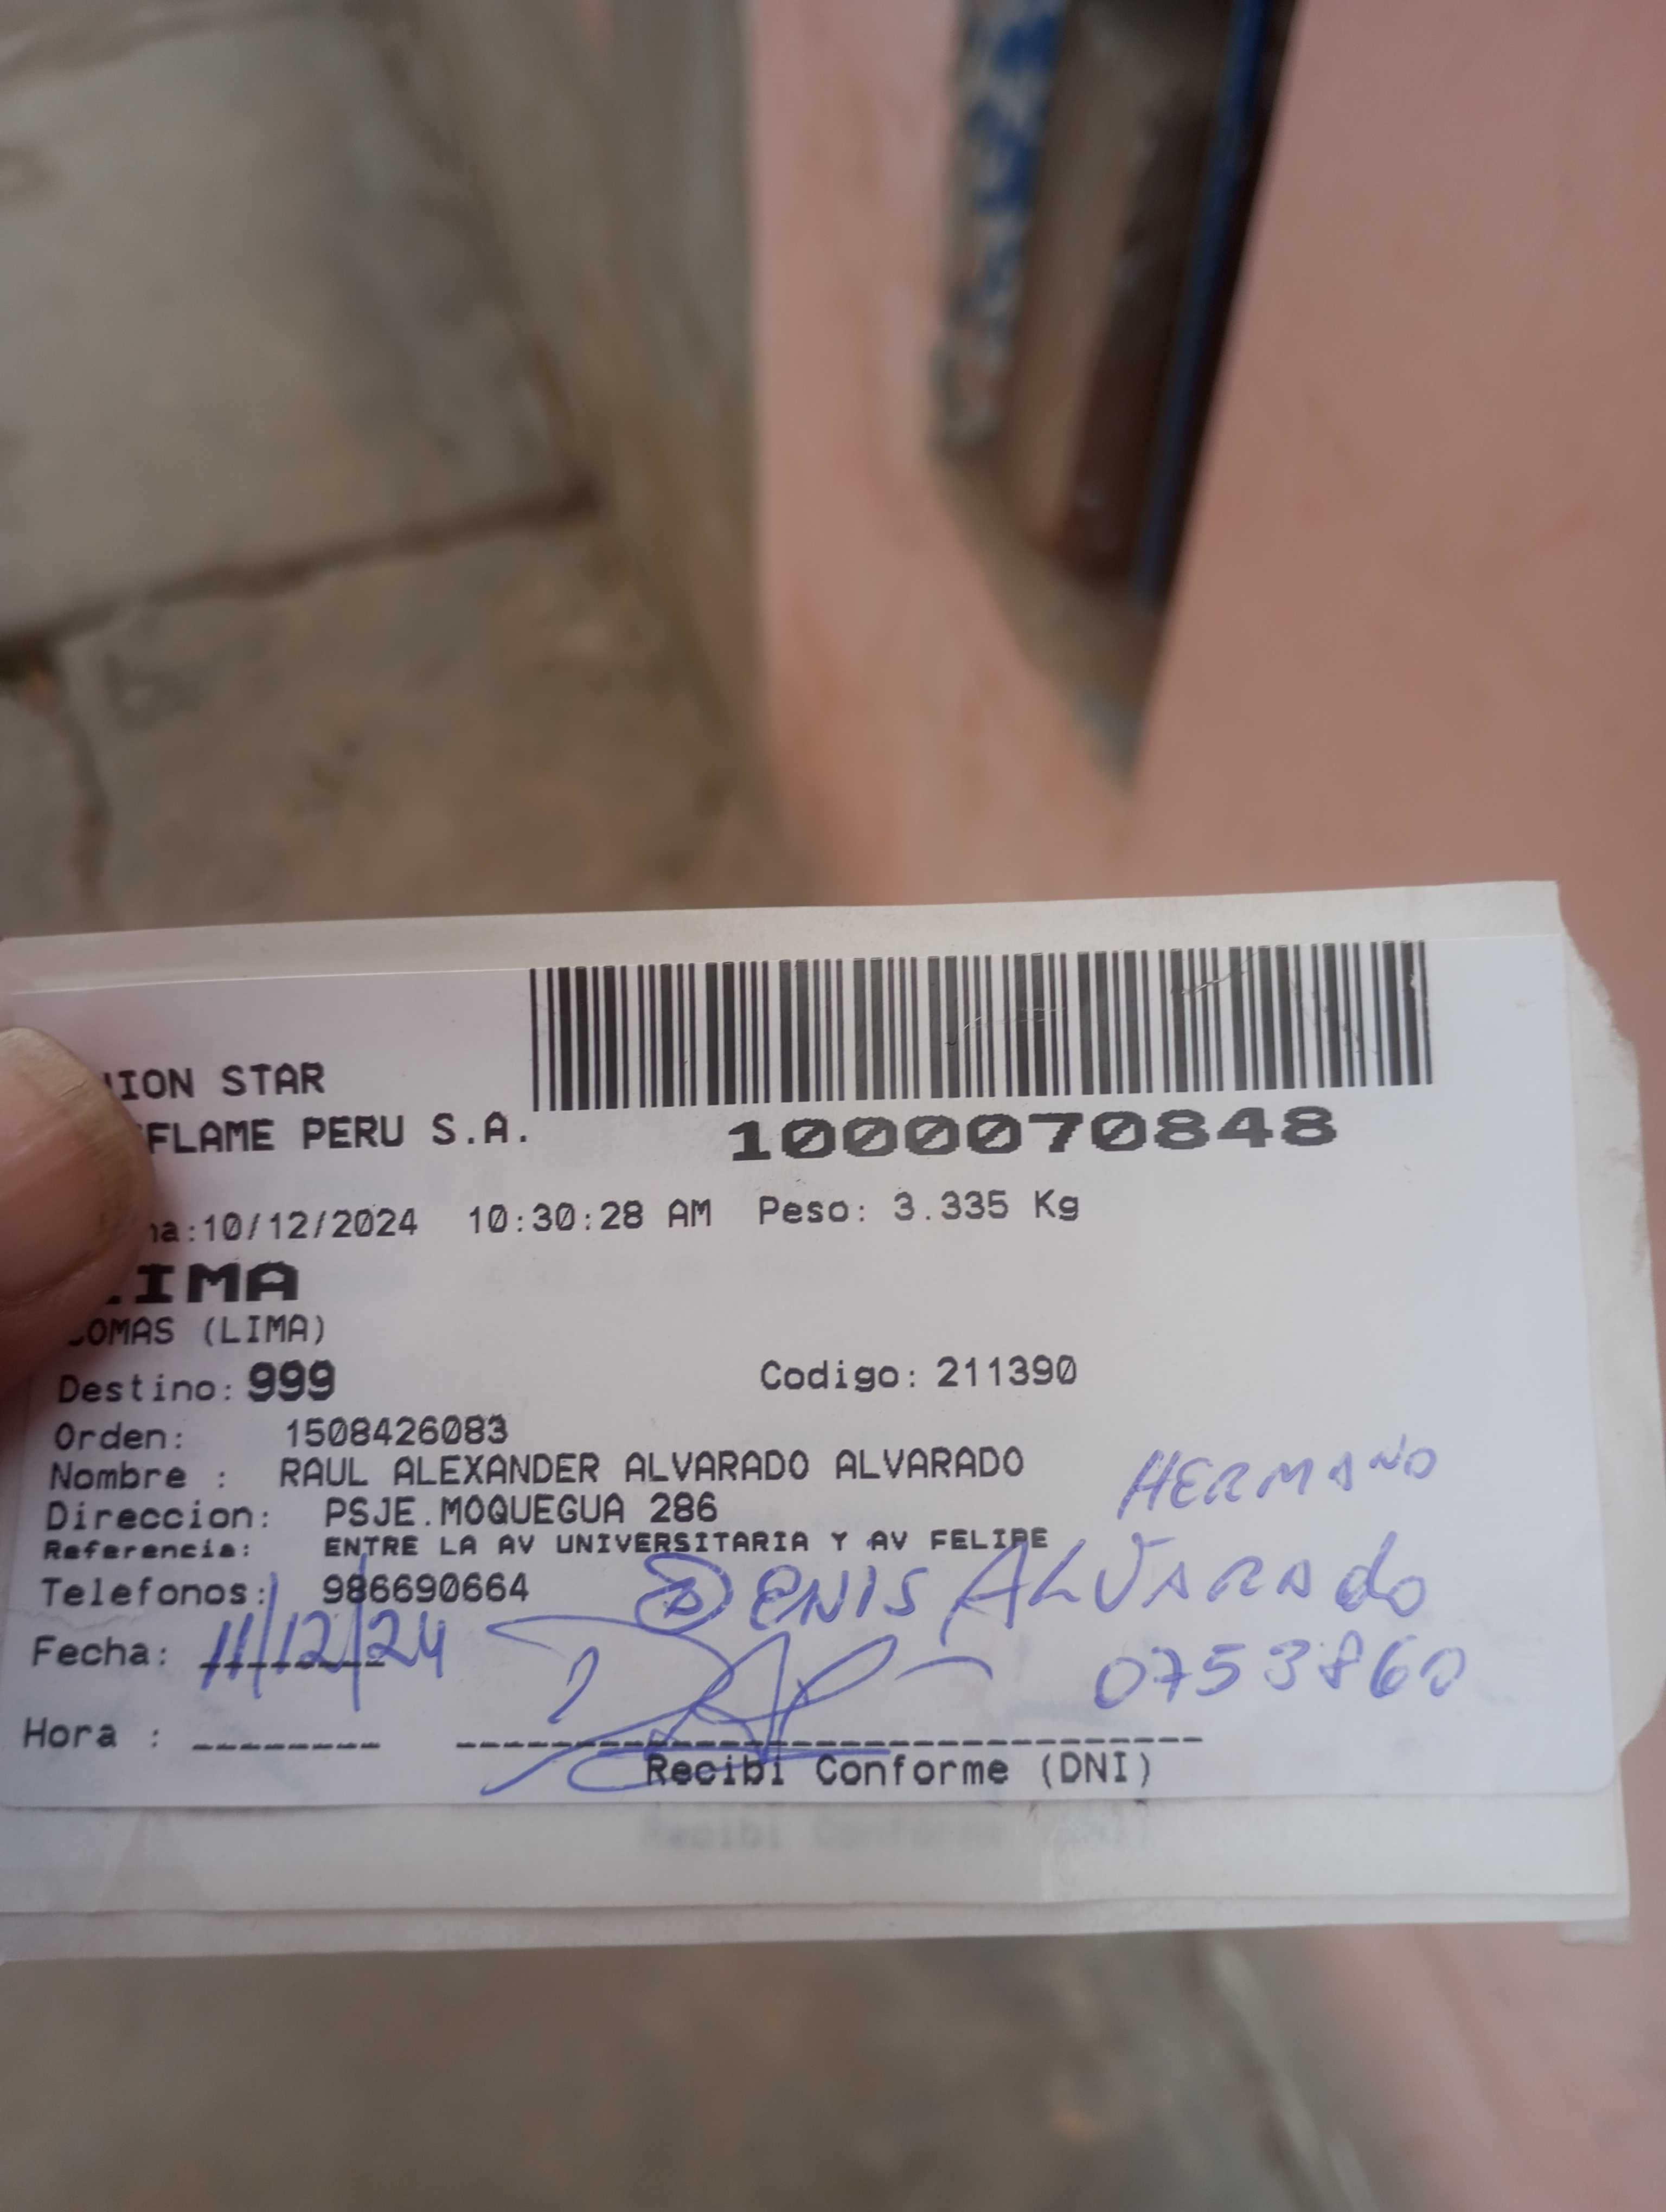 ION STAR
FLAME PERU S.A.
1000070848
a:10/12/2024 10:30:28 AM Peso: 3.335 Kg
IMA
OMAS (LIMA)
Destino: 999 Codigo: 211390
Orden: 1508426083
Nombre : RAUL ALEXANDER ALVARADO ALVARADO
HERMANO
Direccion: PSJE.MOQUEGUA 286
Referencia: ENTRE LA AV UNIVERSITARIA Y AV FELIPE
Telefonos: 986690664
DENIS ALVARADO
Fecha: 11/12/24
0753860
Hora :
Recibi Conforme (DNI)